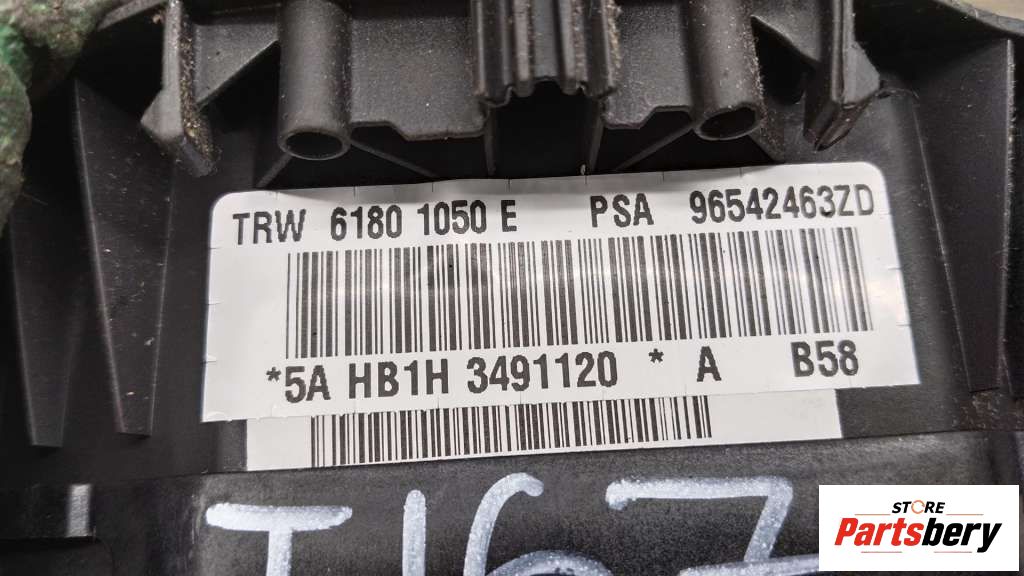 TRW 6180 1050 E PSA 96542463ZD
*5A HB1H 3491120 * A B58
STORE
Partsbery